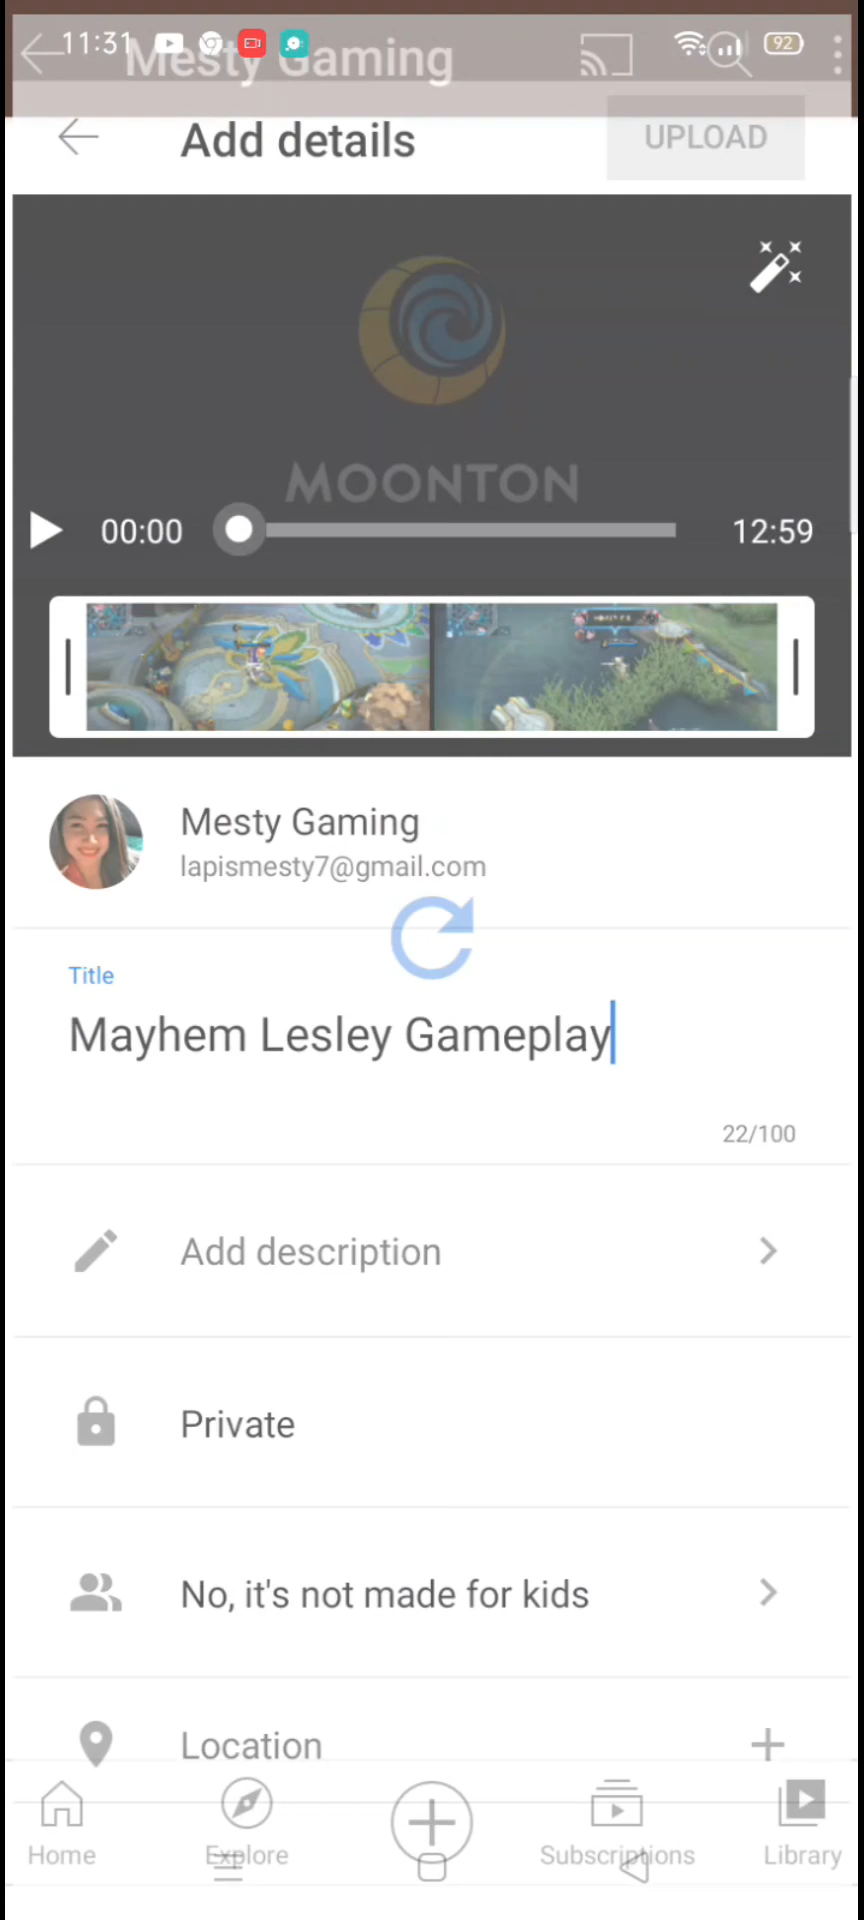 11:31
92
Mesty Gaming
Add details
UPLOAD
MOONTON
00:00
12:59
Mesty Gaming
lapismesty7@gmail.com
Title
Mayhem Lesley Gameplay
22/100
Add description
Private
No, it's not made for kids
Location
Home
Explore
Subscriptions
Library